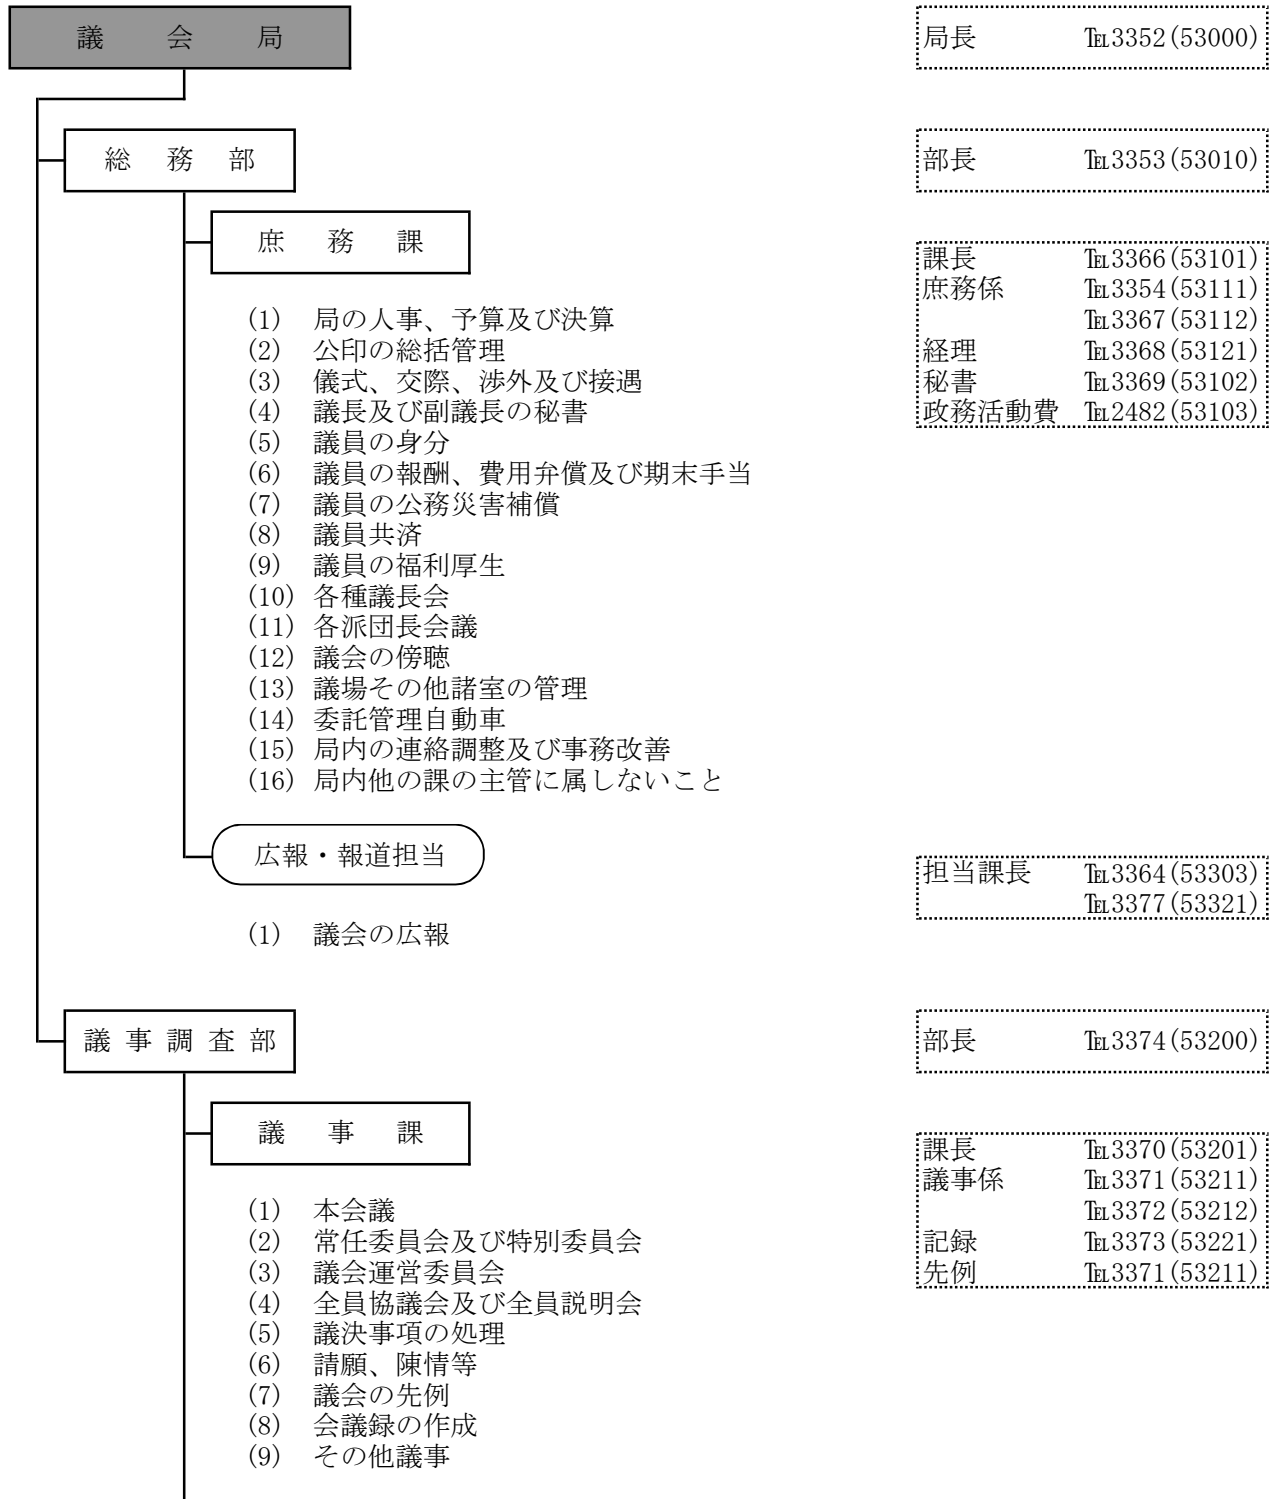 議会局
局長 ℡3352(53000)
総務部
部長 ℡3353(53010)
庶務課
課長 ℡3366(53101)
庶務係 ℡3354(53111)
℡3367(53112)
経理 ℡3368(53121)
秘書 ℡3369(53102)
政務活動費 ℡2482(53103)
(1) 局の人事、予算及び決算
(2) 公印の総括管理
(3) 儀式、交際、渉外及び接遇
(4) 議長及び副議長の秘書
(5) 議員の身分
(6) 議員の報酬、費用弁償及び期末手当
(7) 議員の公務災害補償
(8) 議員共済
(9) 議員の福利厚生
(10) 各種議長会
(11) 各派団長会議
(12) 議会の傍聴
(13) 議場その他諸室の管理
(14) 委託管理自動車
(15) 局内の連絡調整及び事務改善
(16) 局内他の課の主管に属しないこと
広報・報道担当
担当課長 ℡3364(53303)
℡3377(53321)
(1) 議会の広報
議事調査部
部長 ℡3374(53200)
議事課
課長 ℡3370(53201)
議事係 ℡3371(53211)
℡3372(53212)
記録 ℡3373(53221)
先例 ℡3371(53211)
(1) 本会議
(2) 常任委員会及び特別委員会
(3) 議会運営委員会
(4) 全員協議会及び全員説明会
(5) 議決事項の処理
(6) 請願、陳情等
(7) 議会の先例
(8) 会議録の作成
(9) その他議事